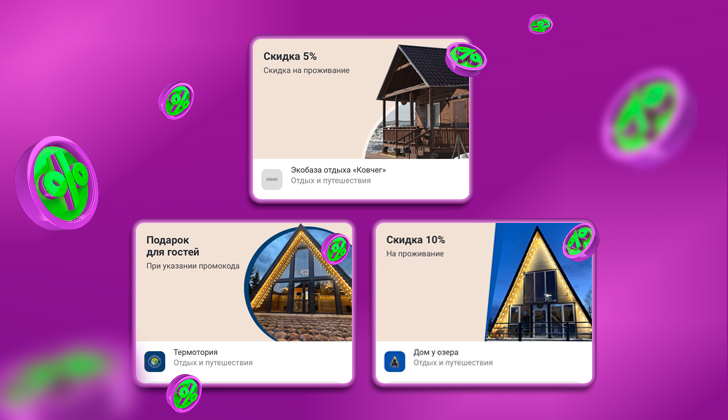 Скидка 5%
Скидка на проживание
Экобаза отдыха «Ковчег»
Отдых и путешествия
Подарок
для гостей
При указании промокода
Термотория
Отдых и путешествия
Скидка 10%
На проживание
Дом у озера
Отдых и путешествия